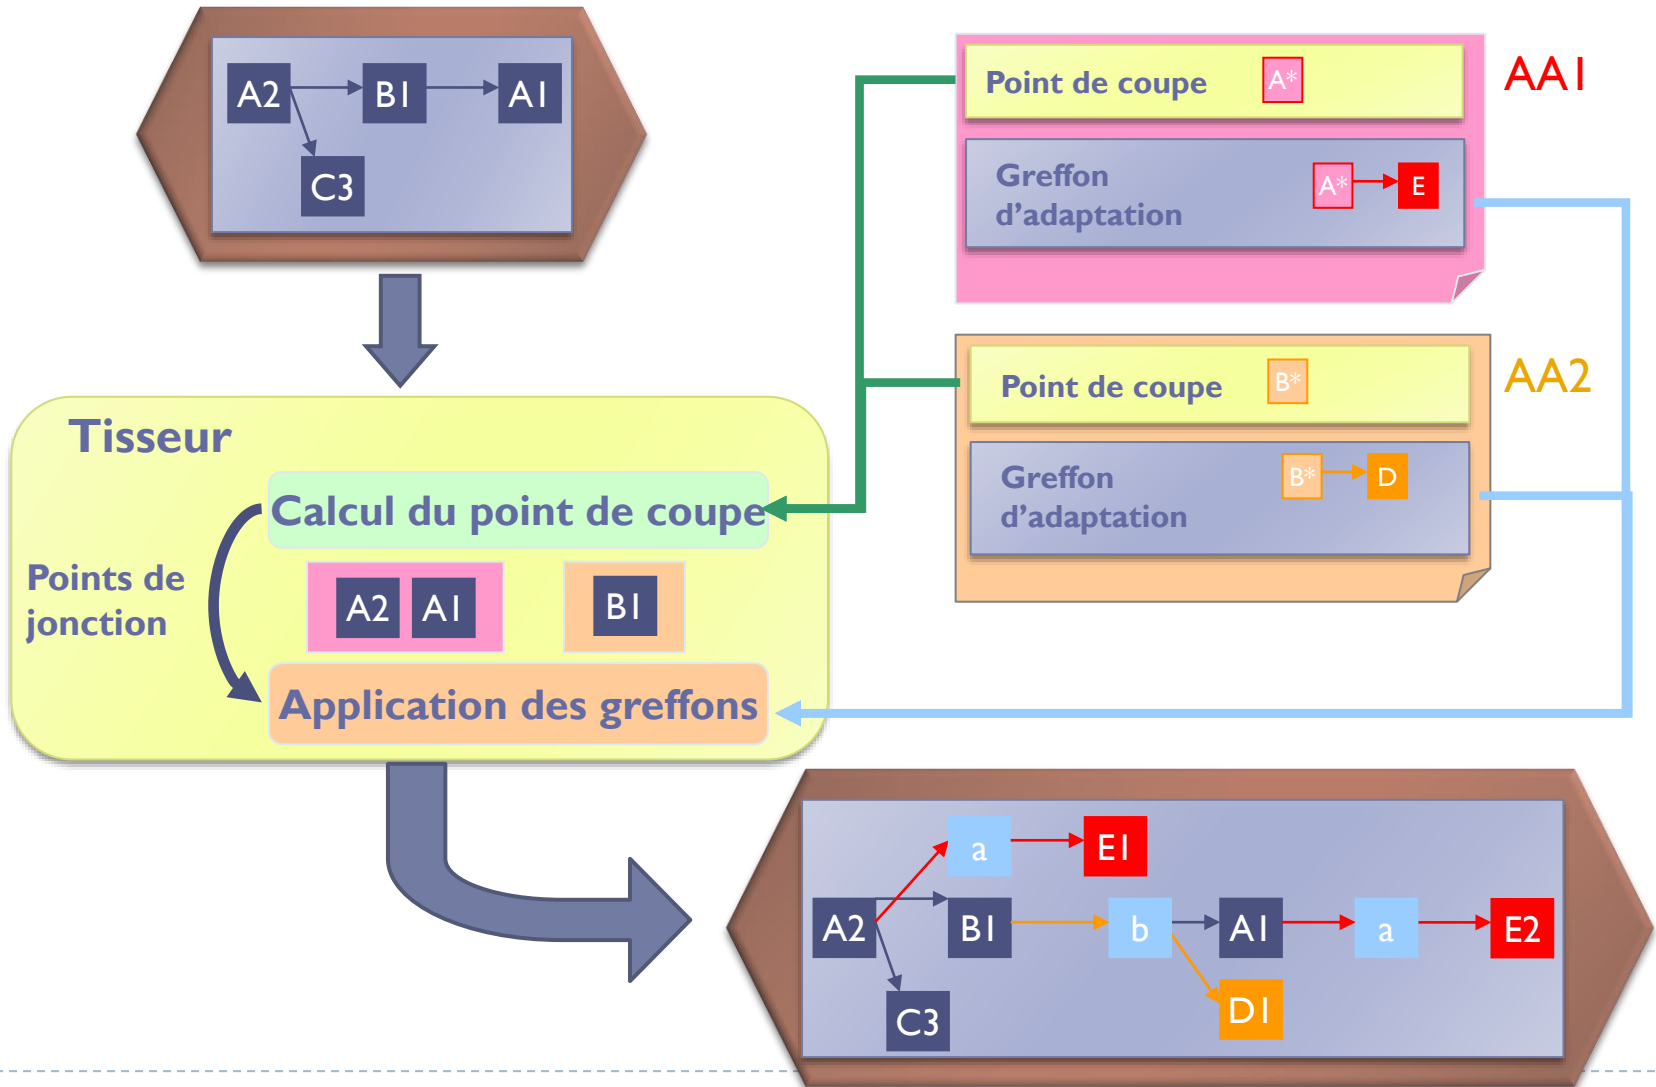 A2
B1
A1
C3
Point de coupe
A*
AA1
Greffon
d'adaptation
A*
E
Point de coupe
B*
AA2
Greffon
d'adaptation
B*
D
Tisseur
Calcul du point de coupe
Points de
jonction
A2
A1
B1
Application des greffons
a
E1
A2
B1
b
A1
a
E2
C3
D1